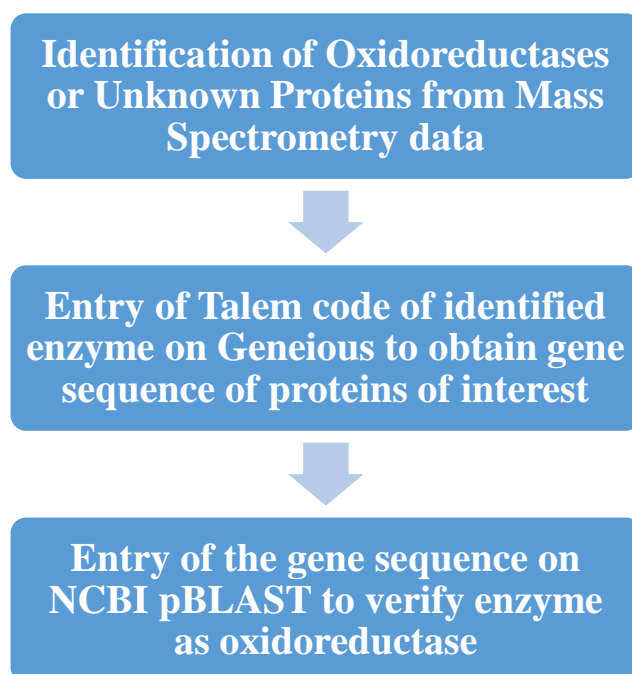 Identification of Oxidoreductases
or Unknown Proteins from Mass
Spectrometry data
Entry of Talem code of identified
enzyme on Geneious to obtain gene
sequence of proteins of interest
Entry of the gene sequence on
NCBI pBLAST to verify enzyme
as oxidoreductase